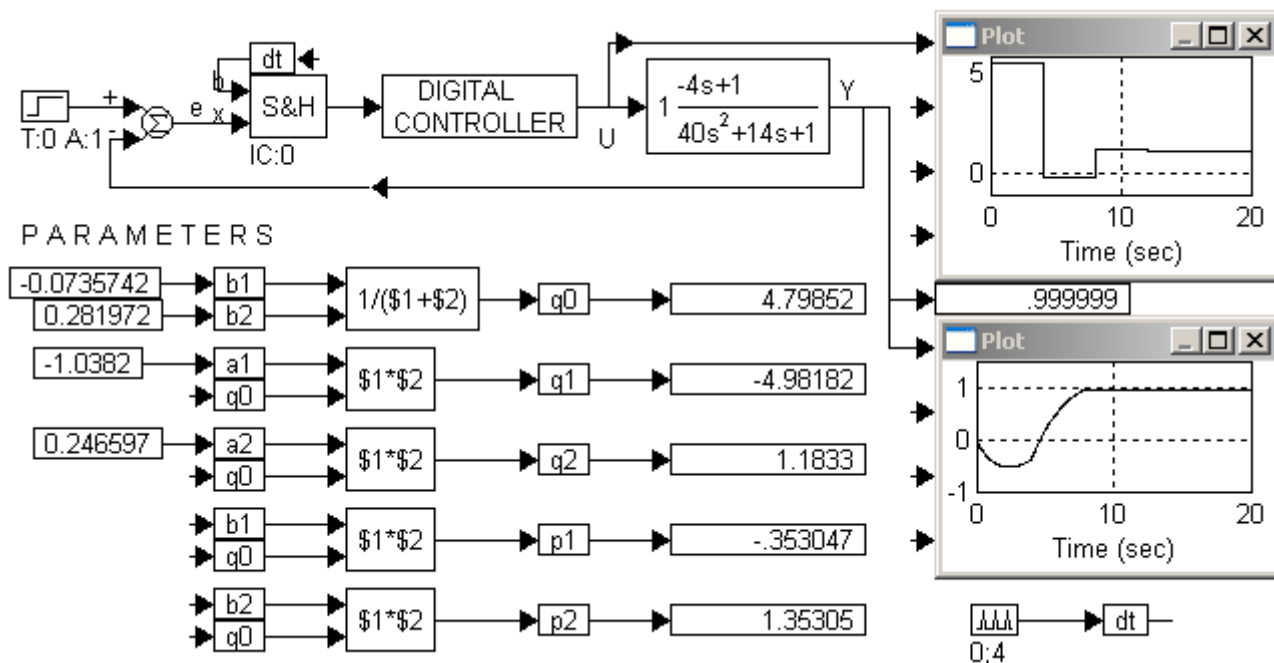 Plot
dt
b
5
+
e
x
S&H
DIGITAL
CONTROLLER
1
-4s+1
40s²+14s+1
Y
U
T:0 A:1
-
IC:0
0
0
10
20
Time (sec)
PARAMETERS
-0.0735742
b1
0.281972
b2
1/($1+$2)
q0
4.79852
.999999
-1.0382
a1
q0
$1*$2
q1
-4.98182
Plot
1
0
-1
0
10
20
Time (sec)
0.246597
a2
q0
$1*$2
q2
1.1833
b1
q0
$1*$2
p1
-.353047
b2
q0
$1*$2
p2
1.35305
dt
0;4